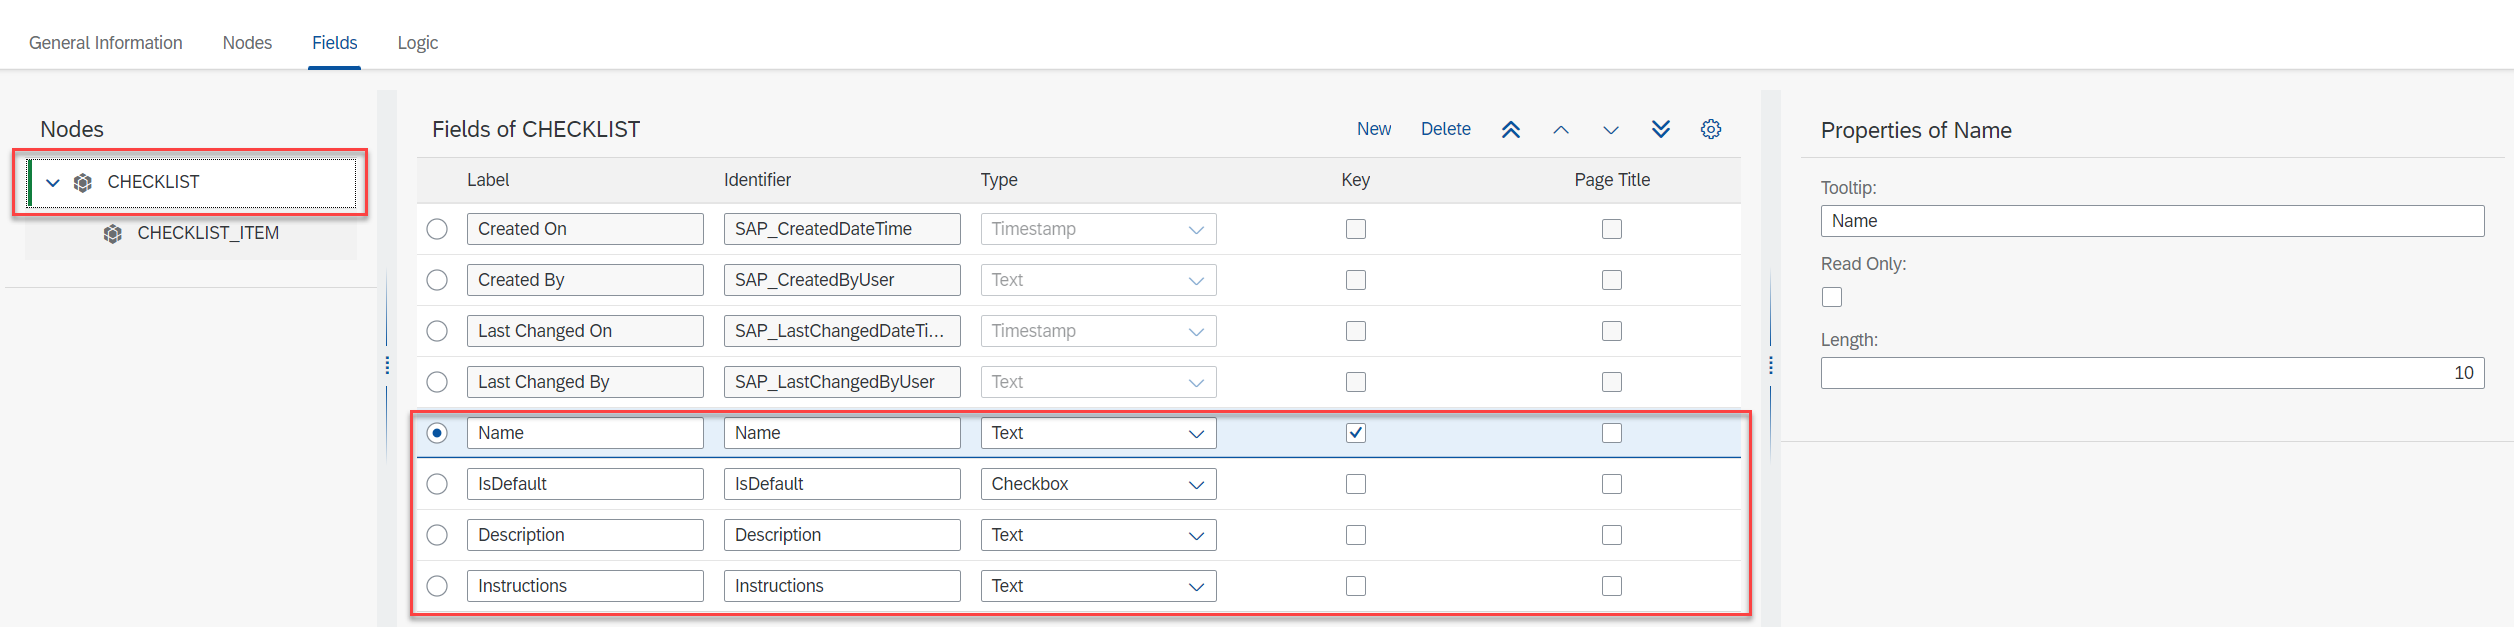 General Information Nodes Fields Logic
Nodes
CHECKLIST
CHECKLIST_ITEM
Fields of CHECKLIST New Delete
Label Identifier Type Key Page Title
Created On SAP_CreatedDateTime Timestamp
Created By SAP_CreatedByUser Text
Last Changed On SAP_LastChangedDateTi... Timestamp
Last Changed By SAP_LastChangedByUser Text
Name Name Text
IsDefault IsDefault Checkbox
Description Description Text
Instructions Instructions Text
Properties of Name
Tooltip:
Name
Read Only:
Length:
10